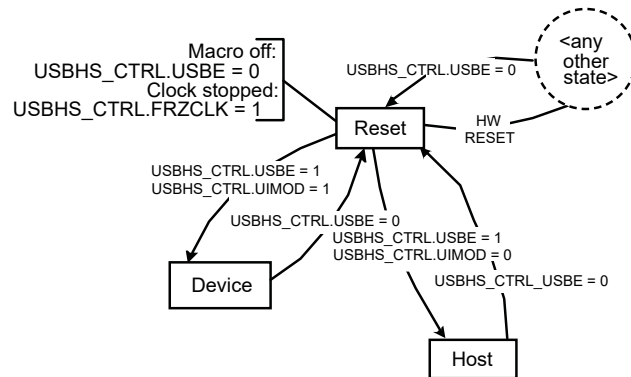 Macro off:
USBHS_CTRL.USBE = 0
Clock stopped:
USBHS_CTRL.FRZCLK = 1
<any
other
state>
USBHS_CTRL.USBE = 0
Reset
HW
RESET
USBHS_CTRL.USBE = 1
USBHS_CTRL.UIMOD = 1
USBHS_CTRL.USBE = 0
USBHS_CTRL.USBE = 1
USBHS_CTRL.UIMOD = 0
USBHS_CTRL_USBE = 0
Device
Host